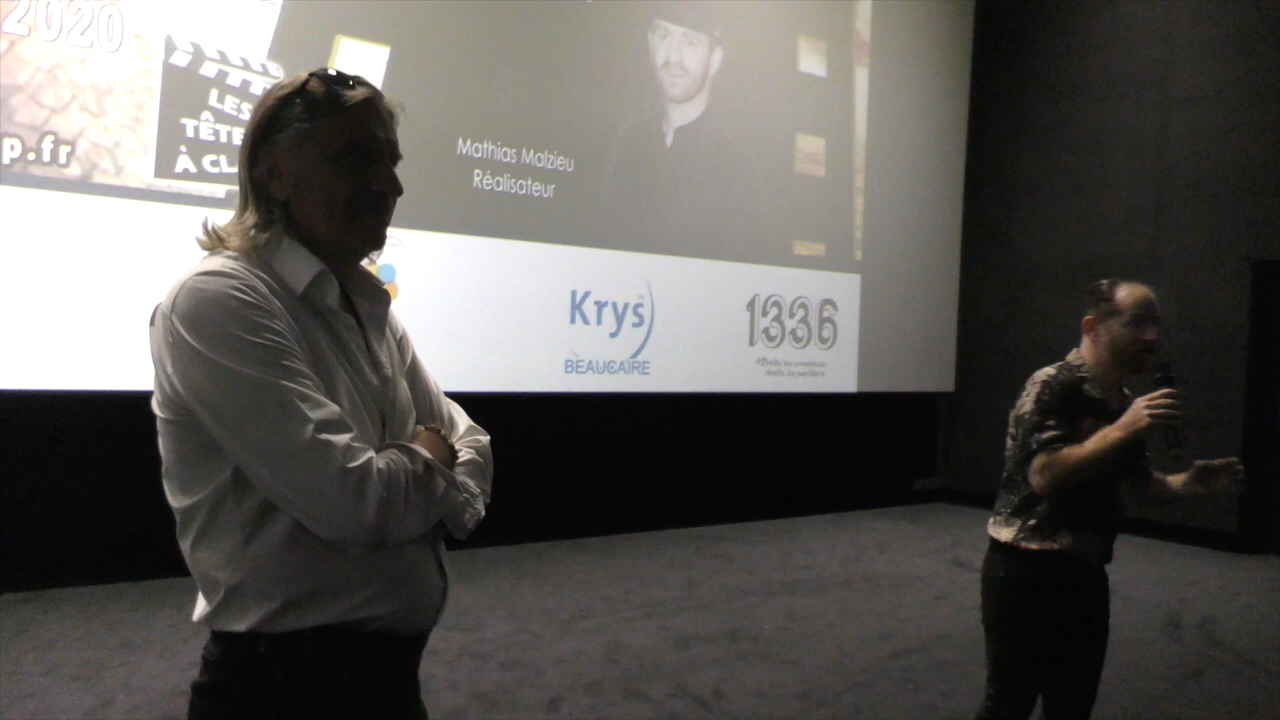 2020
LES
TÊTE
À CL
p.fr
Mathias Malzieu
Réalisateur
Krys
BEAUCAIRE
1336